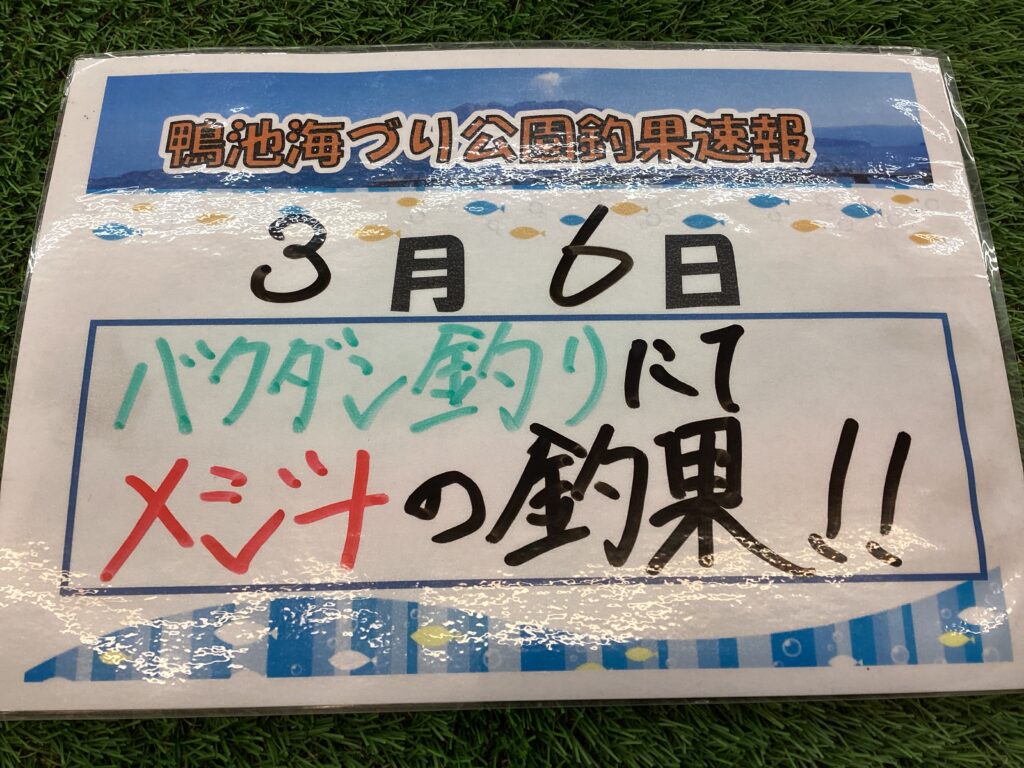 鴨池海づり公園釣果速報
3月6日
バクダン釣りにて
メジナの釣果!!